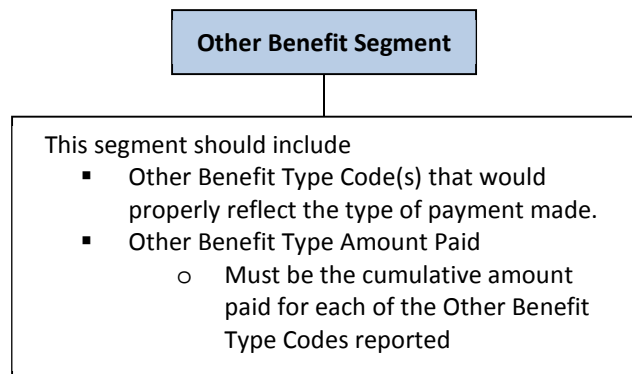 Other Benefit Segment
This segment should include
▪ Other Benefit Type Code(s) that would
properly reflect the type of payment made.
▪ Other Benefit Type Amount Paid
o Must be the cumulative amount
paid for each of the Other Benefit
Type Codes reported